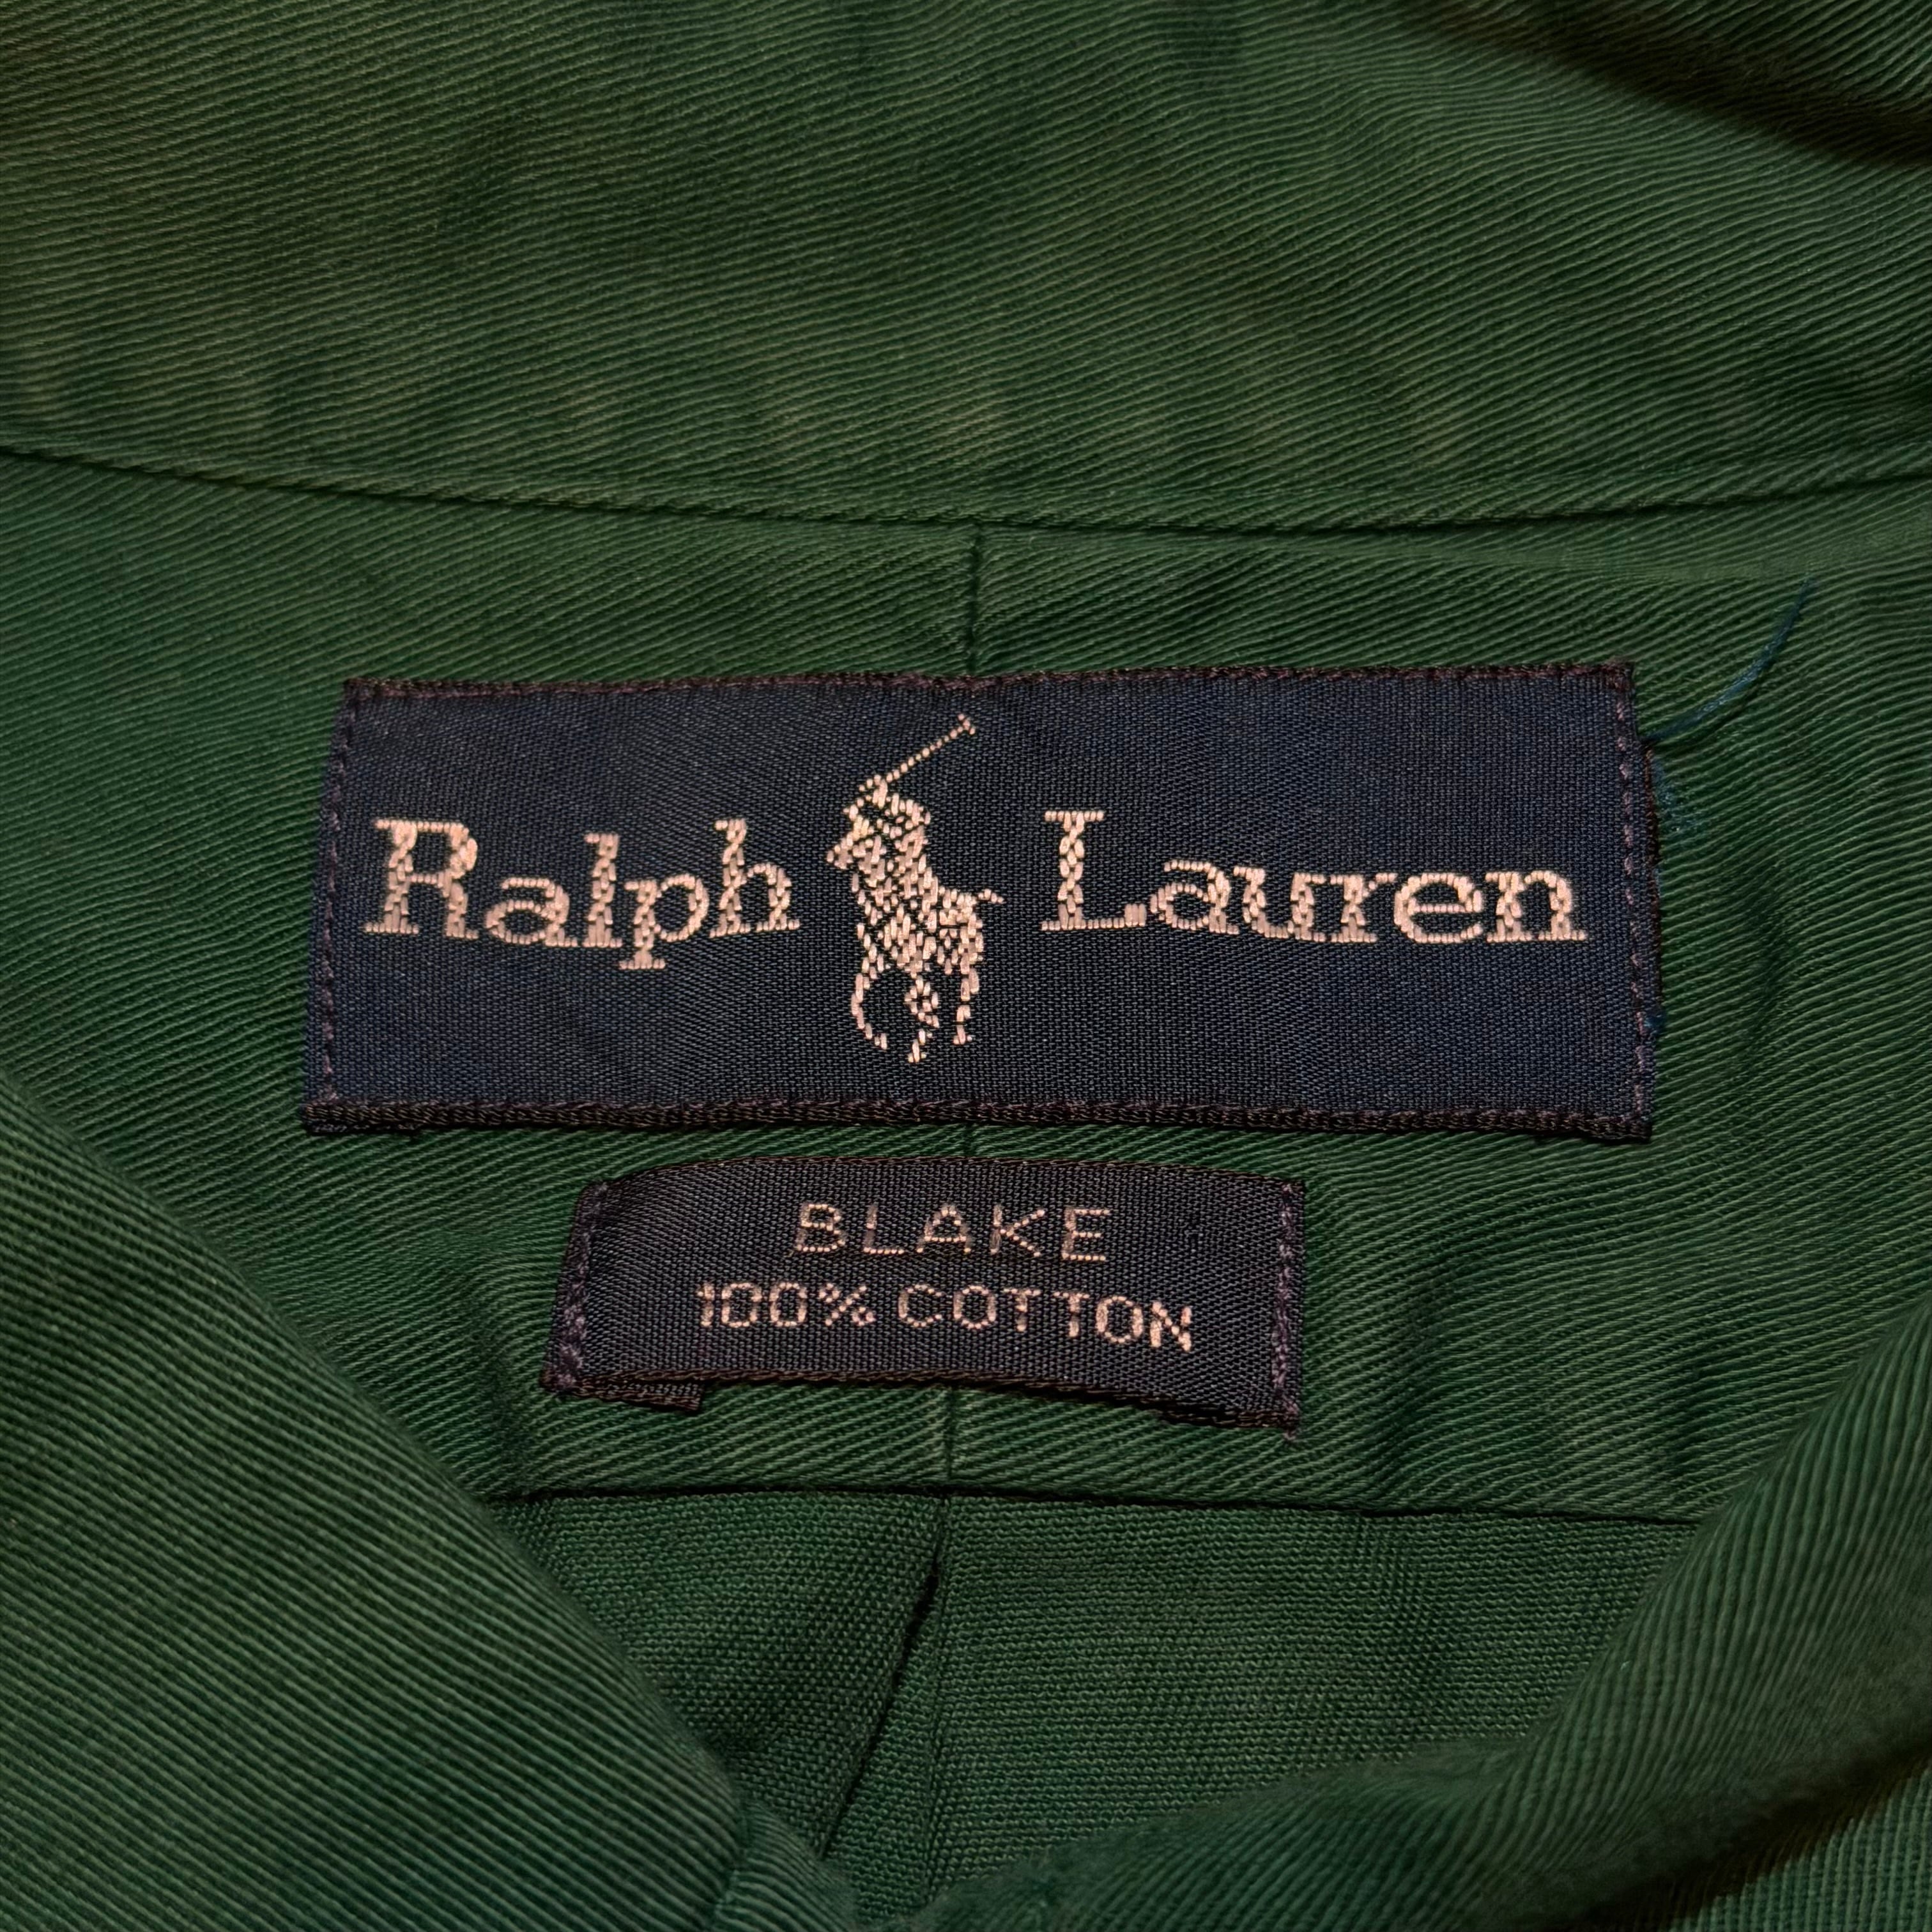 Ralph Lauren
BLAKE
100% COTTON